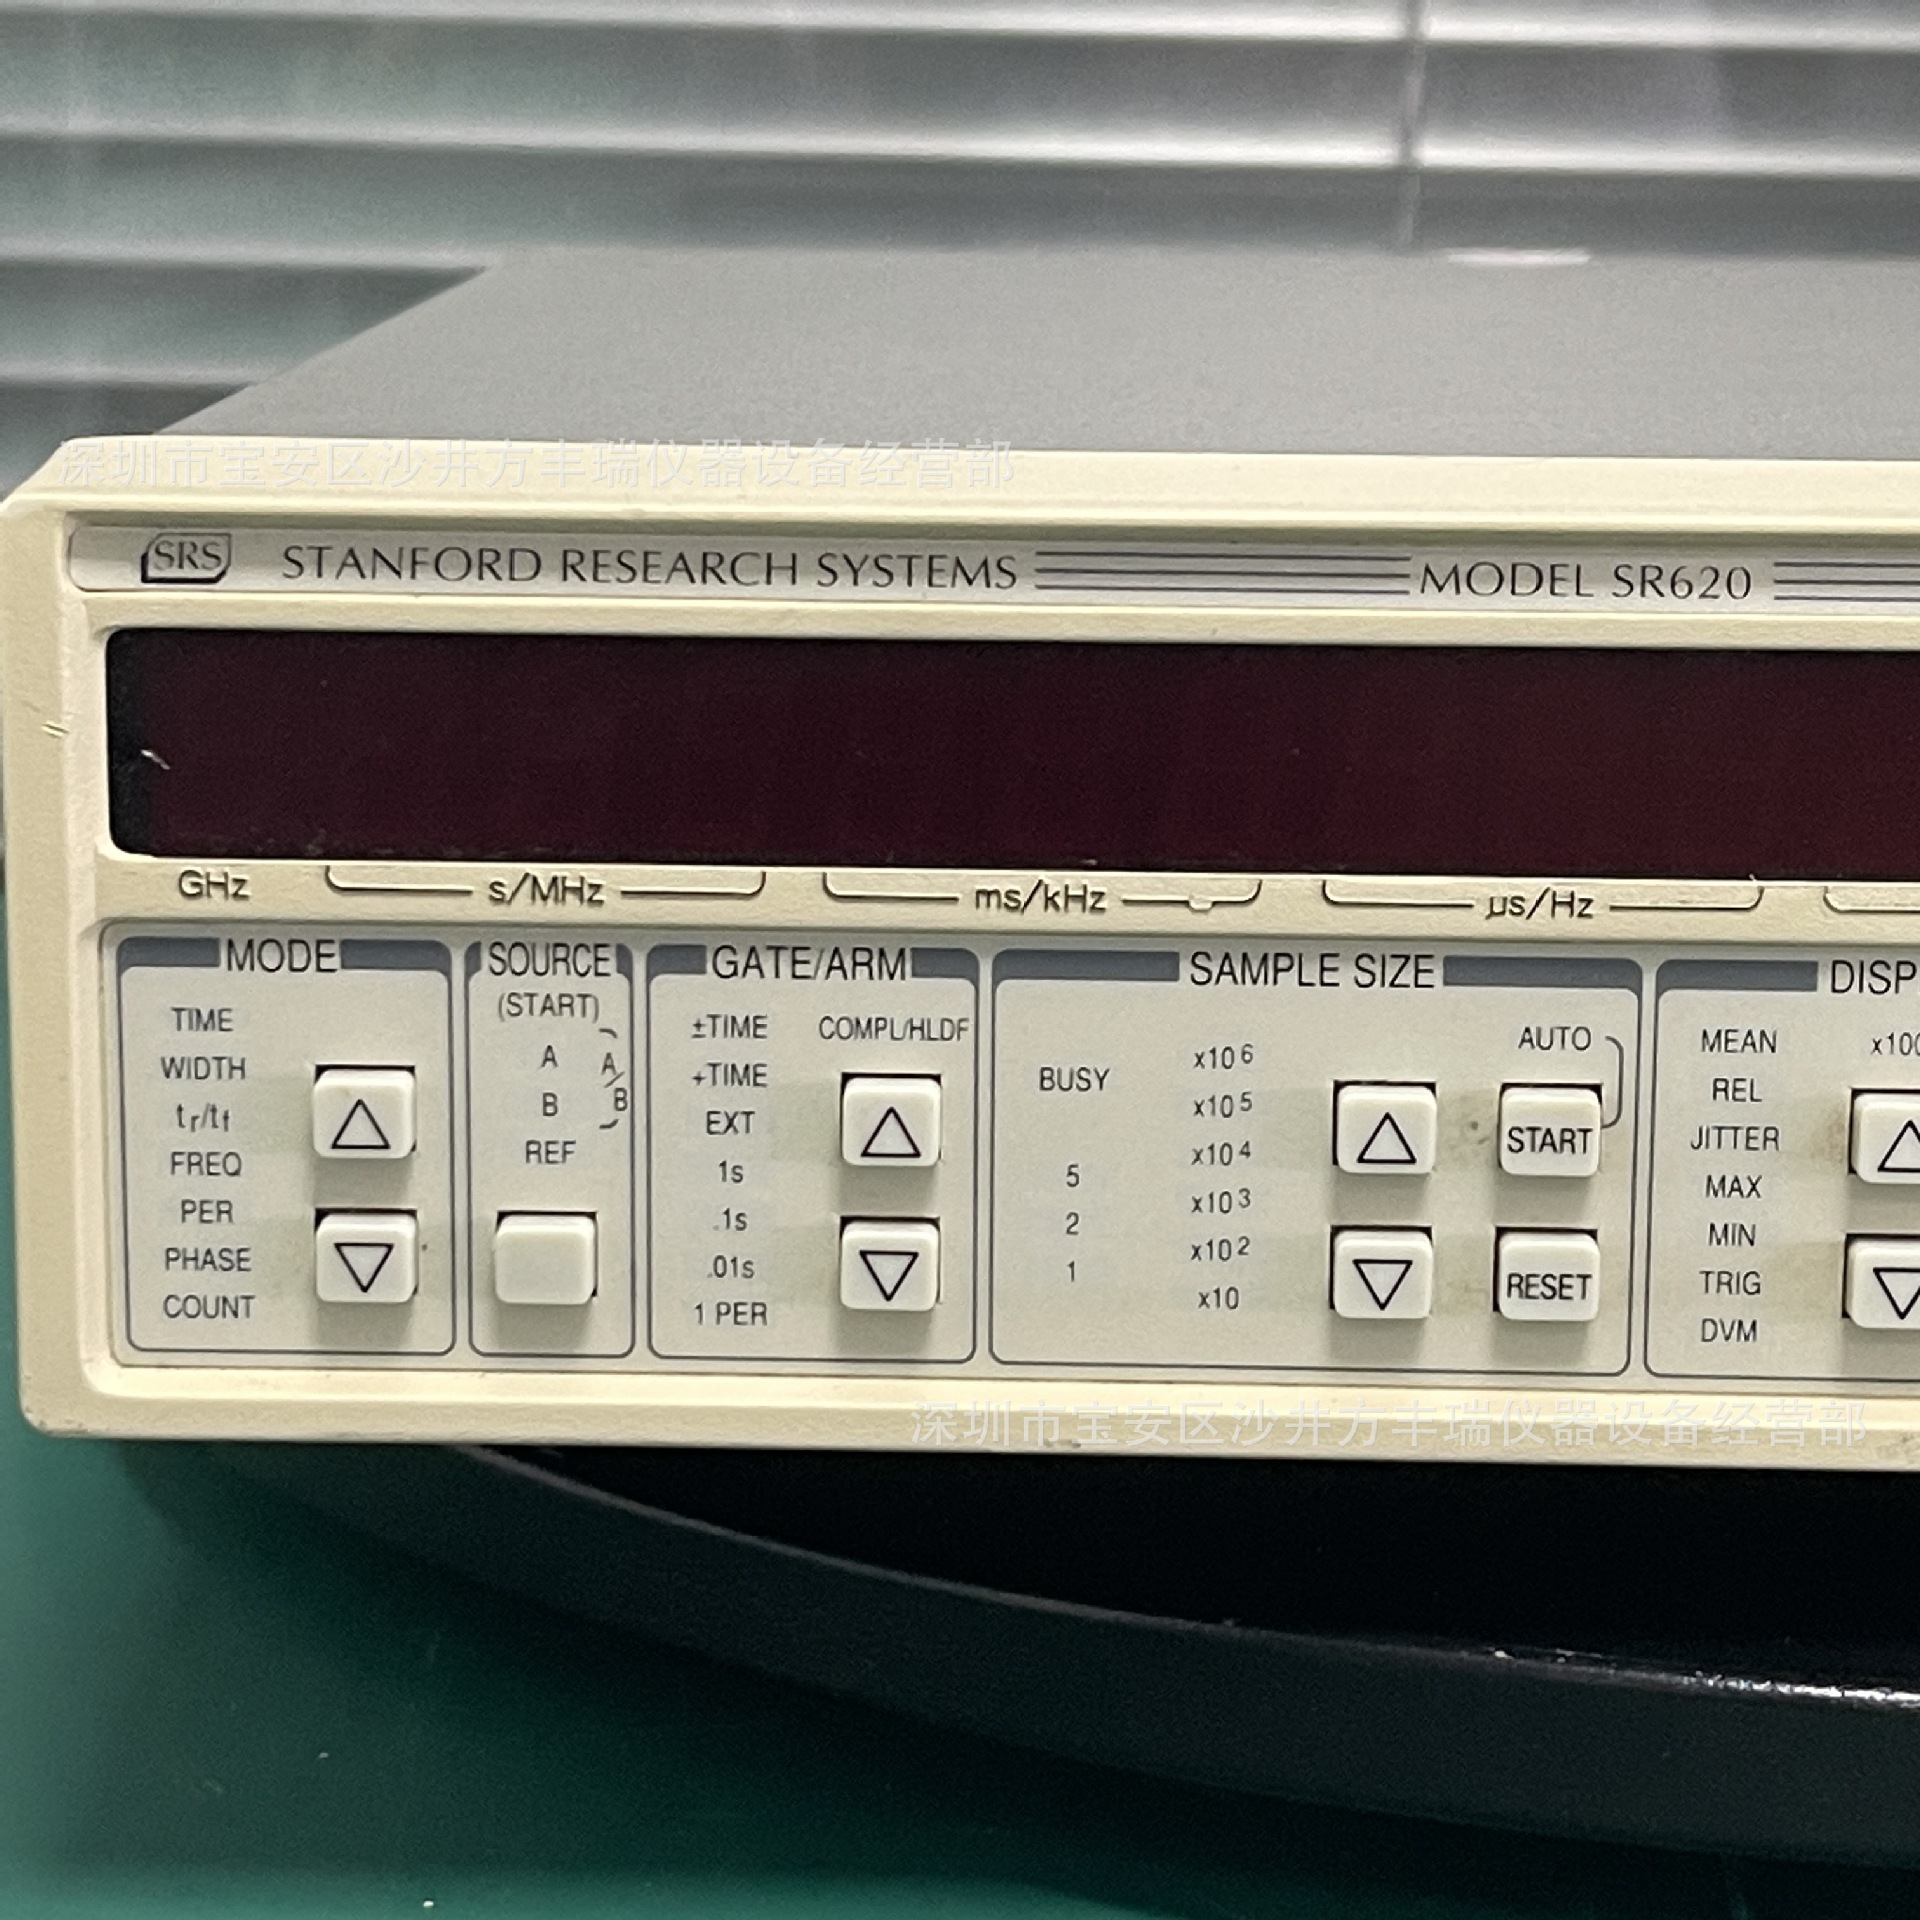 深圳市宝安区沙井方丰瑞仪器设备经营部
SRS STANFORD RESEARCH SYSTEMS MODEL SR620
GHz s/MHz ms/kHz µs/Hz
MODE
TIME
WIDTH
tr/tf
FREQ
PER
PHASE
COUNT
SOURCE
(START)
A
B
REF
A/B
GATE/ARM
±TIME COMPL/HLDF
+TIME
EXT
1s
.1s
.01s
1 PER
SAMPLE SIZE
BUSY
5
2
1
x10⁶
x10⁵
x10⁴
x10³
x10²
x10
AUTO
START
RESET
DISP
MEAN x100
REL
JITTER
MAX
MIN
TRIG
DVM
深圳市宝安区沙井方丰瑞仪器设备经营部